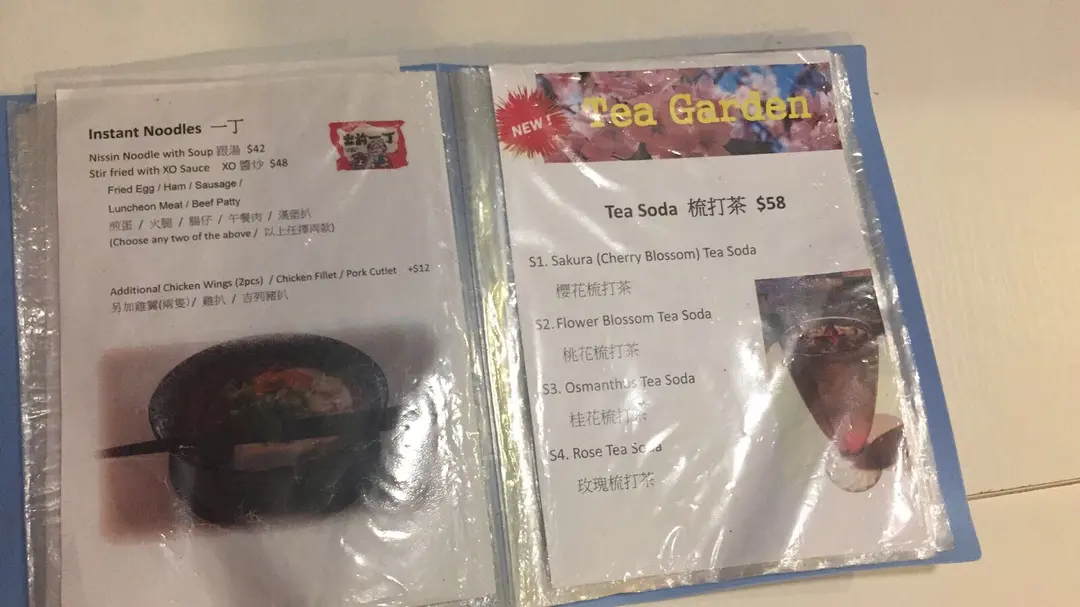 Instant Noodles 一丁
出前一丁
Nissin Noodle with Soup 跟湯 $42
Stir fried with XO Sauce XO 醬炒 $48
Fried Egg / Ham / Sausage /
Luncheon Meat / Beef Patty
煎蛋 / 火腿 / 腸仔 / 午餐肉 / 漢堡扒
(Choose any two of the above / 以上任擇兩款)
Additional Chicken Wings (2pcs) / Chicken Fillet / Pork Cutlet +$12
另加雞翼(兩隻)/ 雞扒 / 吉列豬扒
NEW !
Tea Garden
Tea Soda 梳打茶 $58
S1. Sakura (Cherry Blossom) Tea Soda
櫻花梳打茶
S2. Flower Blossom Tea Soda
桃花梳打茶
S3. Osmanthus Tea Soda
桂花梳打茶
S4. Rose Tea Soda
玫瑰梳打茶